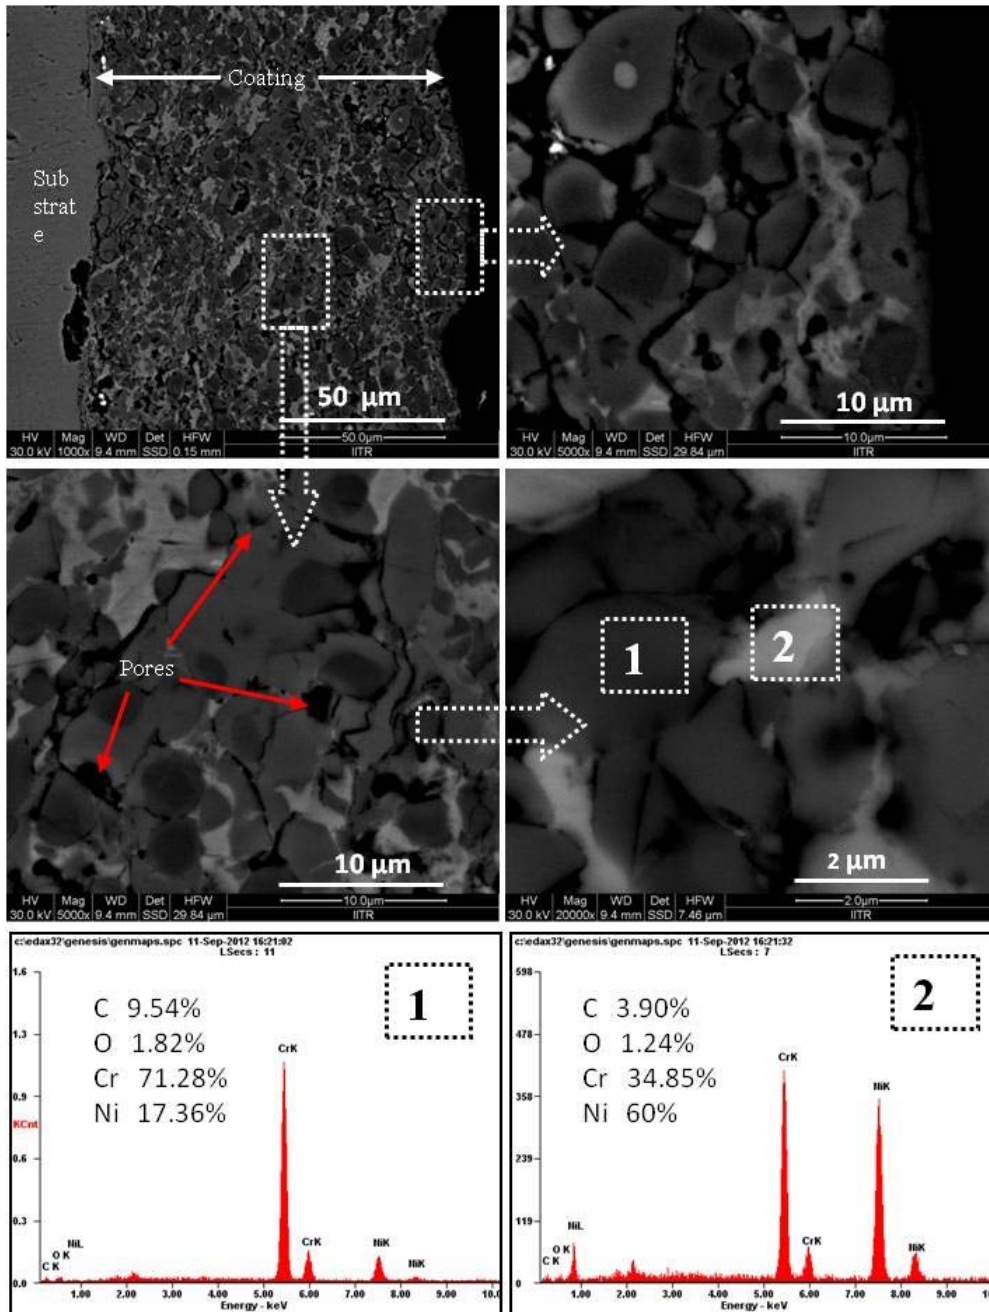 Coating
Sub
strat
e
50 µm
HV Mag WD Det HFW 50.0µm
30.0 kV 1000x 9.4 mm SSD 0.15 mm IITR
10 µm
HV Mag WD Det HFW 10.0µm
30.0 kV 5000x 9.4 mm SSD 29.84 µm IITR
Pores
10 µm
HV Mag WD Det HFW 10.0µm
30.0 kV 5000x 9.4 mm SSD 29.84 µm IITR
1
2
2 µm
HV Mag WD Det HFW 2.0µm
30.0 kV 20000x 9.4 mm SSD 7.46 µm IITR
c:\edax32\genesis\genmaps.spc 11-Sep-2012 16:21:02
LSecs : 11
1
C 9.54%
O 1.82%
Cr 71.28%
Ni 17.36%
1.6
1.3
0.9
KCnt
0.6
0.3
0.0
CrK
CrK
NiK
NiK
NiL
O K
C K
1.00 2.00 3.00 4.00 5.00 6.00 7.00 8.00 9.00 10.0
Energy - keV
c:\edax32\genesis\genmaps.spc 11-Sep-2012 16:21:32
LSecs : 7
2
C 3.90%
O 1.24%
Cr 34.85%
Ni 60%
598
478
358
239
119
0
CrK
NiK
CrK
NiK
NiL
O K
C K
1.00 2.00 3.00 4.00 5.00 6.00 7.00 8.00 9.00 10.0
Energy - keV